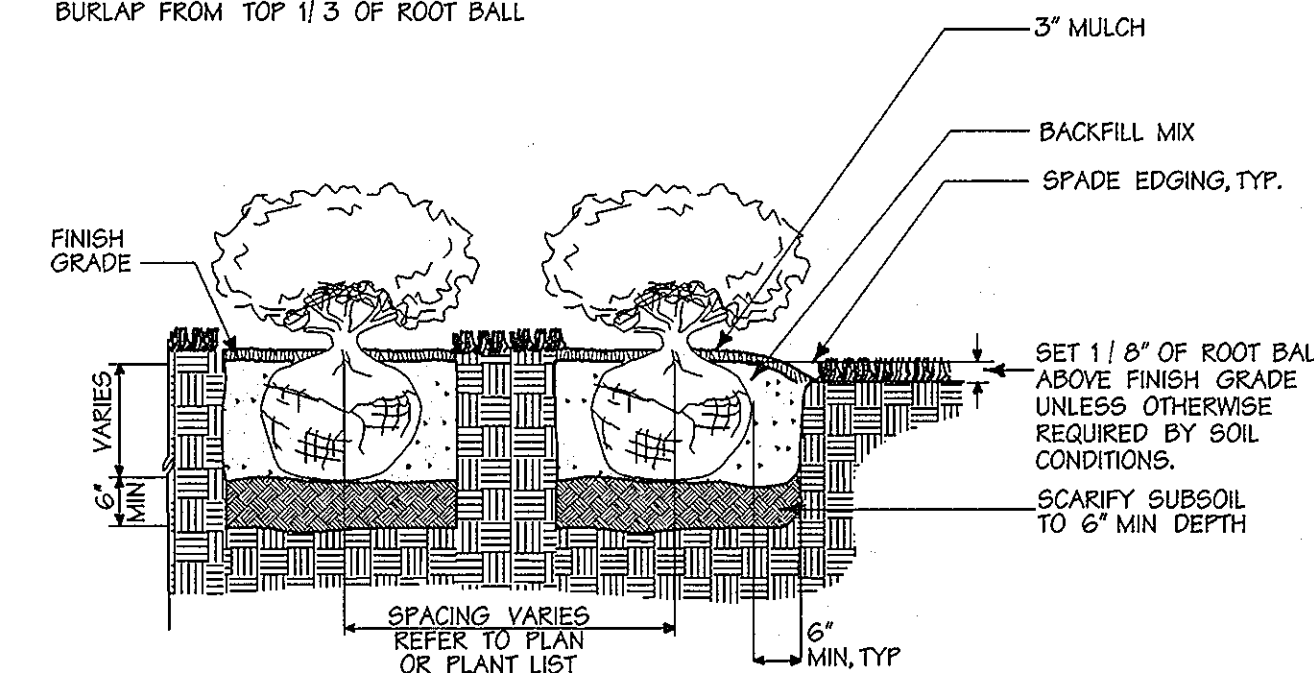 BURLAP FROM TOP 1/3 OF ROOT BALL
3" MULCH
BACKFILL MIX
SPADE EDGING, TYP.
FINISH
GRADE
SET 1/8" OF ROOT BAL
ABOVE FINISH GRADE
UNLESS OTHERWISE
REQUIRED BY SOIL
CONDITIONS.
VARIES
6"
MIN
SCARIFY SUBSOIL
TO 6" MIN DEPTH
SPACING VARIES
REFER TO PLAN
OR PLANT LIST
6"
MIN, TYP